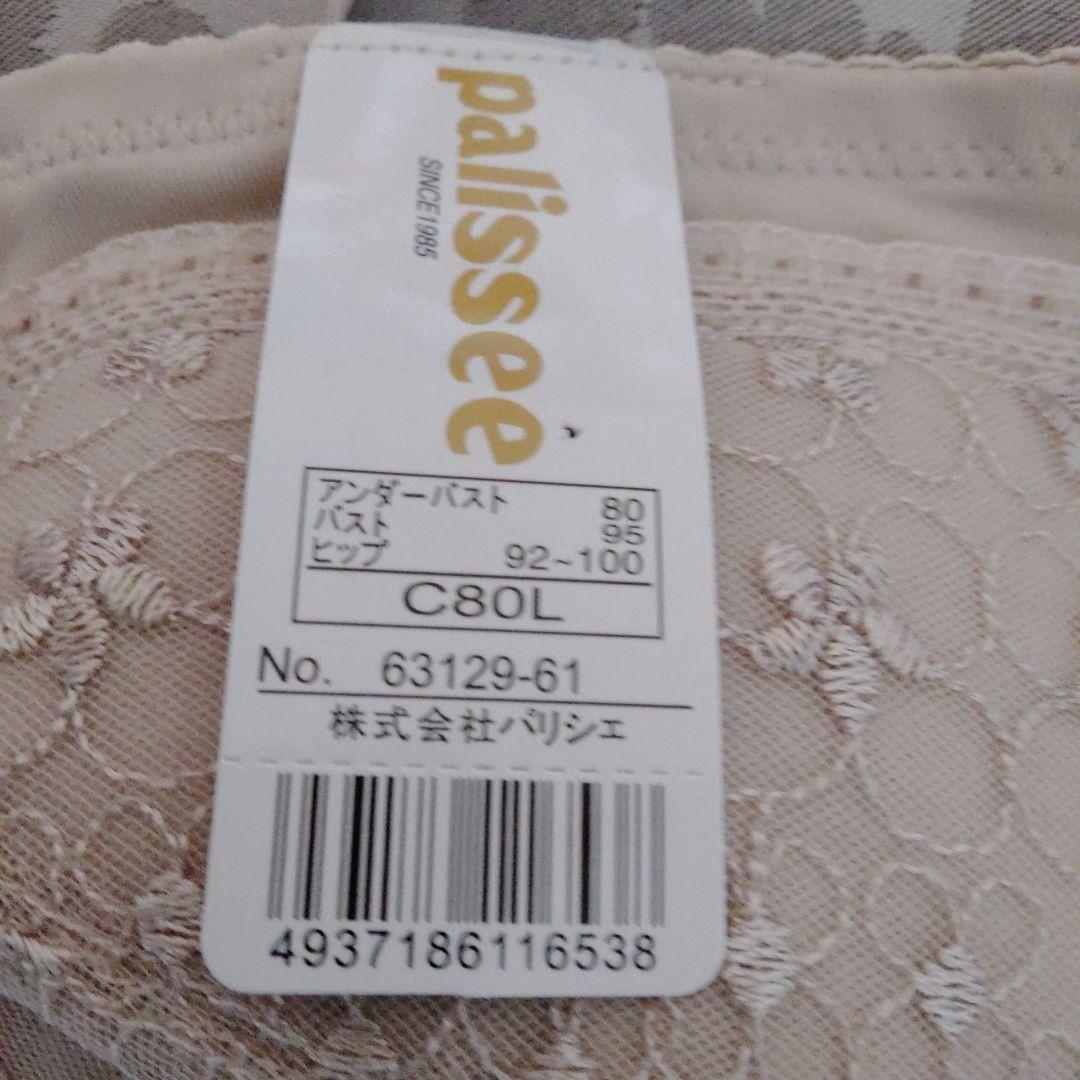 palissee
SINCE1985
アンダーバスト 80
バスト 95
ヒップ 92~100
C80L
No. 63129-61
株式会社パリシェ
4937186116538